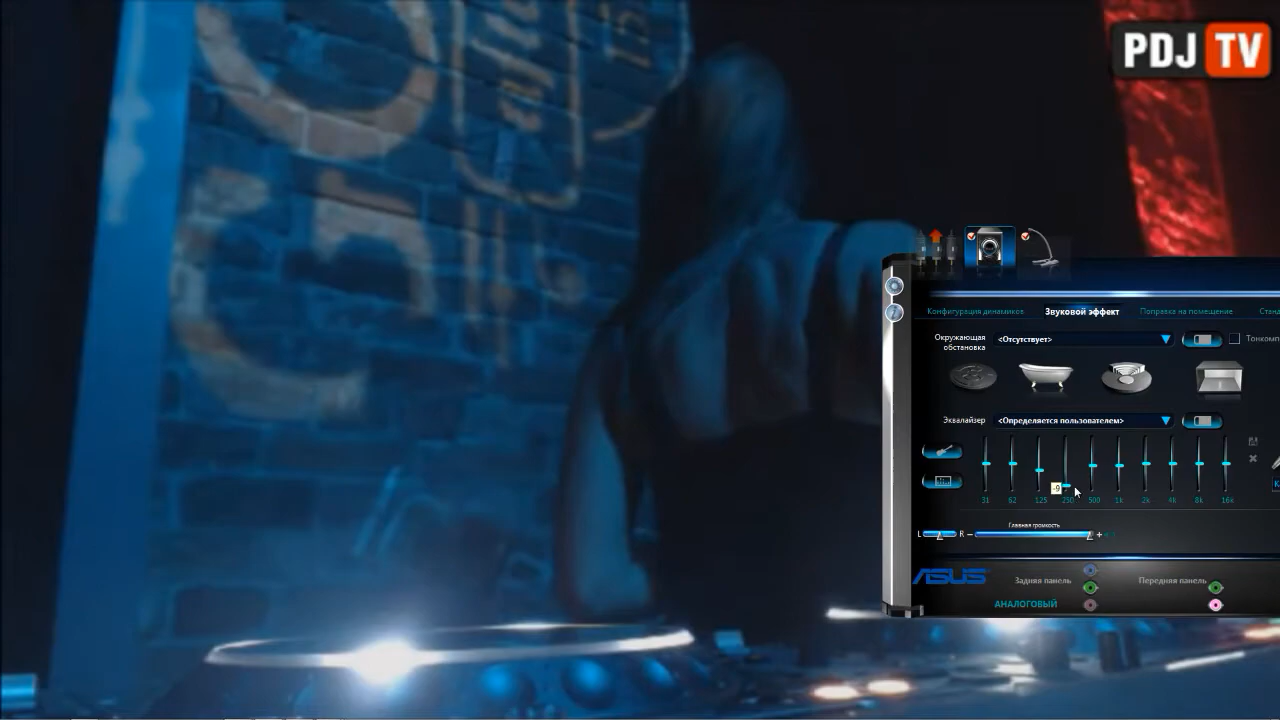 PDJ TV
Конфигурация динамиков Звуковой эффект Поправка на помещение
Окружающая обстановка <Отсутствует>
Эквалайзер <Определяется пользователем>
-9
31 62 125 250 500 1k 2k 4k 8k 16k
Главная громкость
L R − +
ASUS Задняя панель Передняя панель
АНАЛОГОВЫЙ